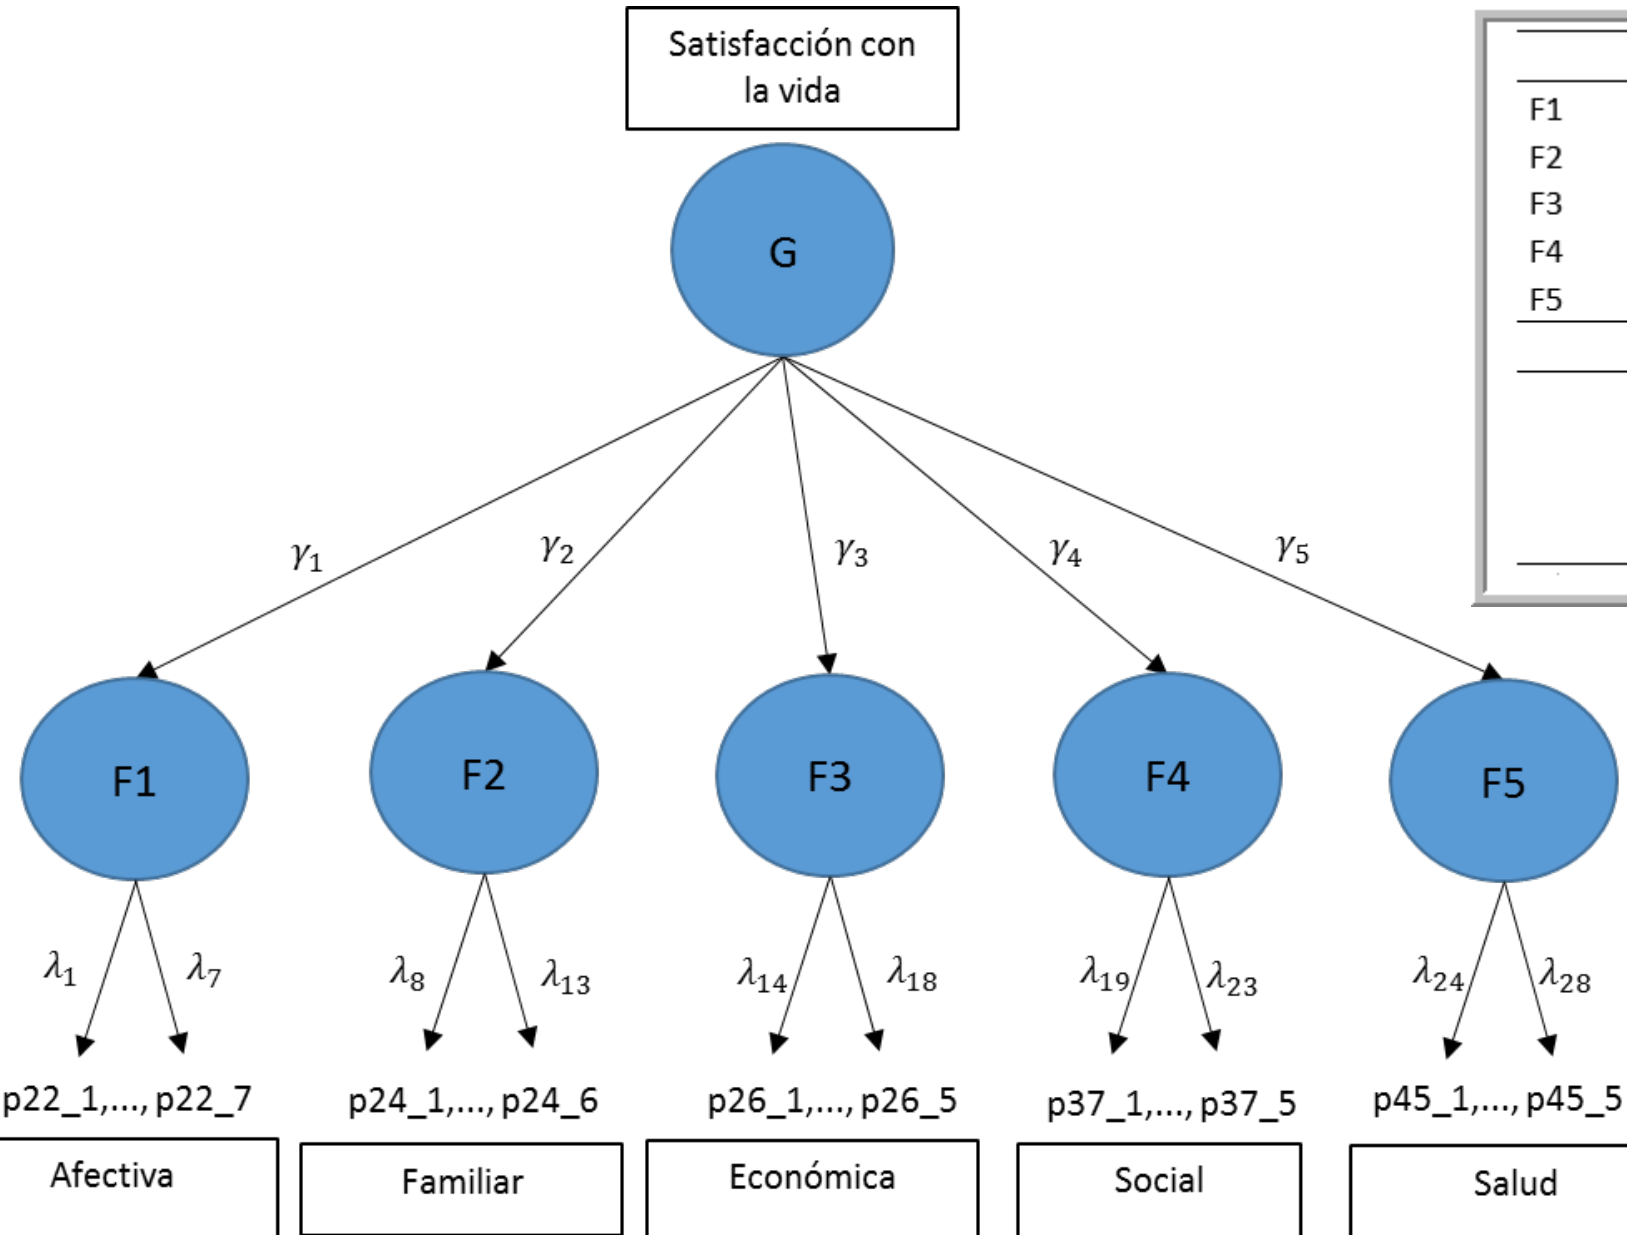 Satisfacción con
la vida
F1
F2
F3
F4
F5
G
γ1
γ2
γ3
γ4
γ5
F1
F2
F3
F4
F5
λ1
λ7
λ8
λ13
λ14
λ18
λ19
λ23
λ24
λ28
p22_1,..., p22_7
p24_1,..., p24_6
p26_1,..., p26_5
p37_1,..., p37_5
p45_1,..., p45_5
Afectiva
Familiar
Económica
Social
Salud